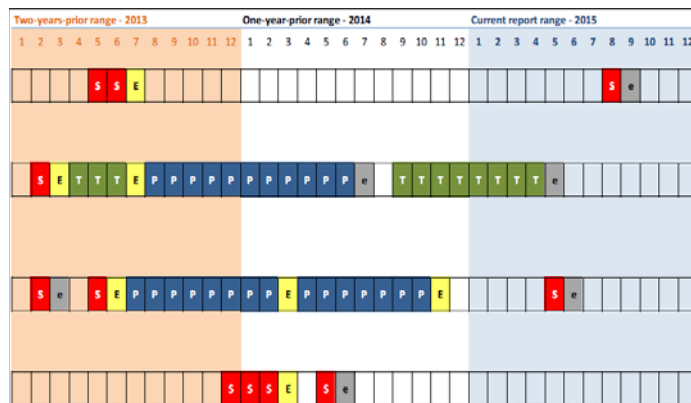 Two-years-prior range - 2013 One-year-prior range - 2014 Current report range - 2015
1 2 3 4 5 6 7 8 9 10 11 12 1 2 3 4 5 6 7 8 9 10 11 12 1 2 3 4 5 6 7 8 9 10 11 12
S S E S e
S E T T T E P P P P P P P P P P P e T T T T T T T T e
S e S E P P P P P P P P E P P P P P P P E S e
S S S E S e